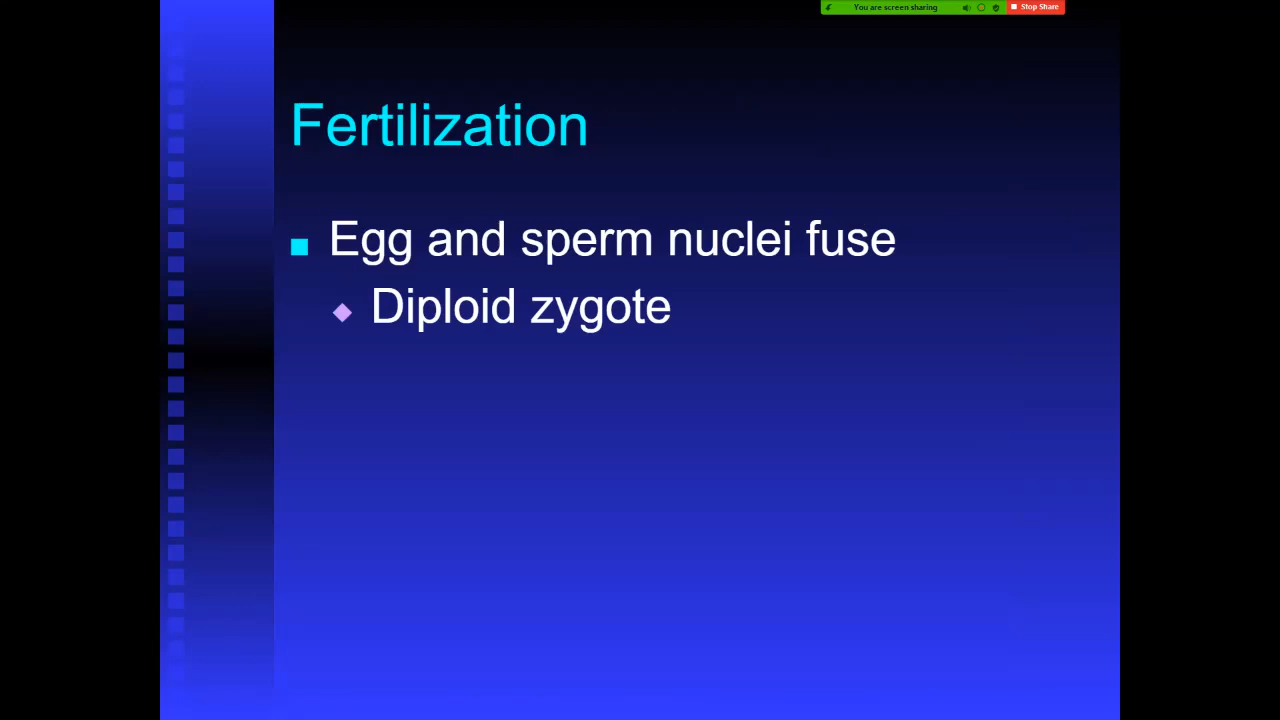 You are screen sharing
Stop Share
Fertilization
Egg and sperm nuclei fuse
Diploid zygote